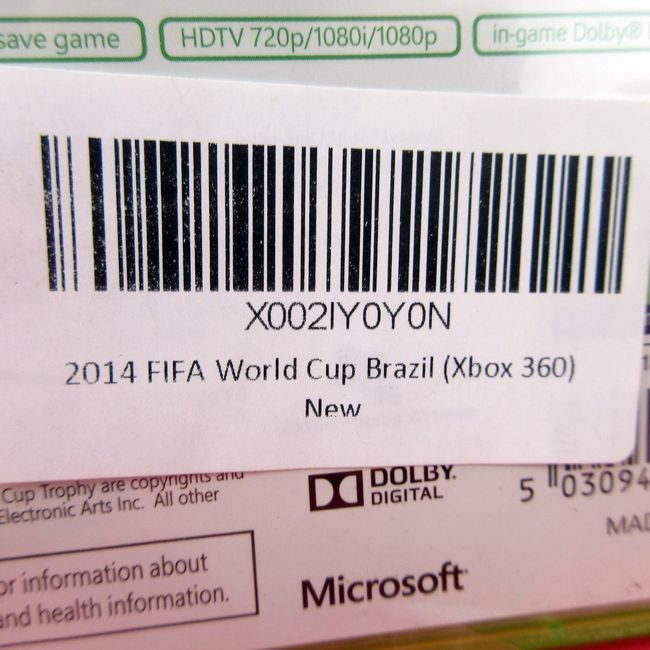 save game HDTV 720p/1080i/1080p in-game Dolby®
X002IY0Y0N
2014 FIFA World Cup Brazil (Xbox 360)
New
Cup Trophy are copyrights and
Electronic Arts Inc. All other
DOLBY.
DIGITAL
5 03094
or information about
and health information.
Microsoft